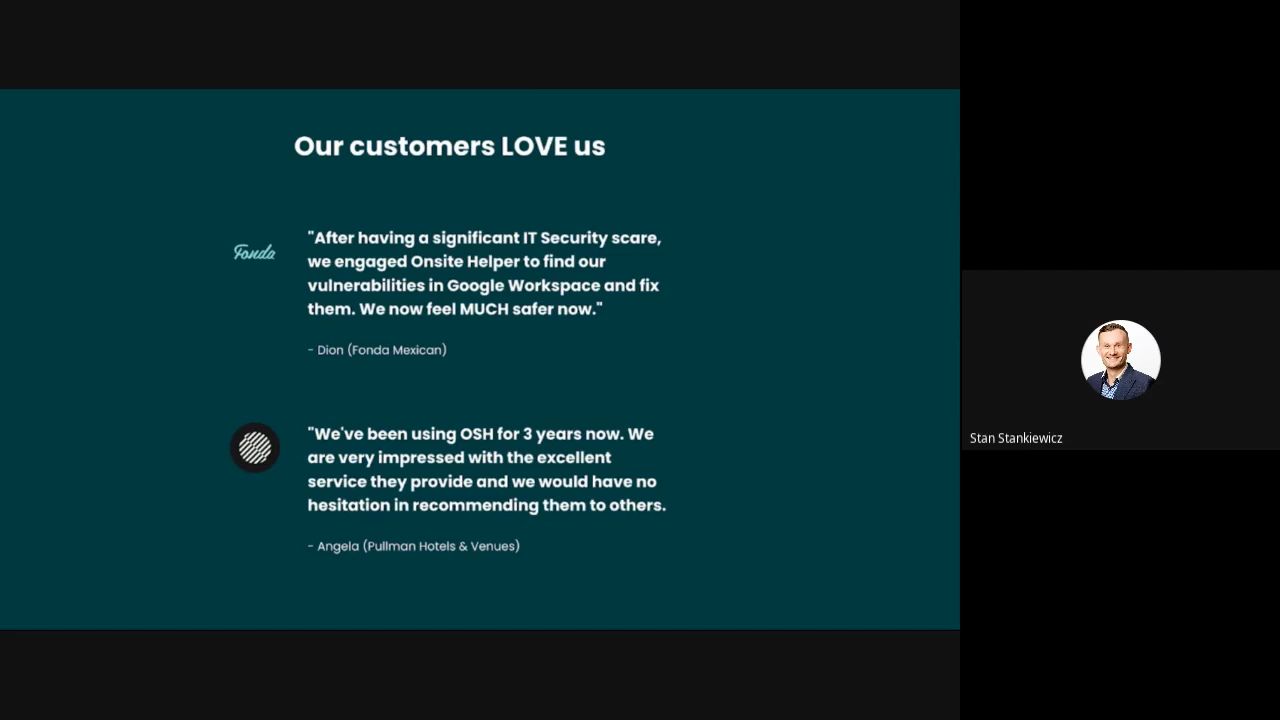 Our customers LOVE us
Fonda
"After having a significant IT Security scare,
we engaged Onsite Helper to find our
vulnerabilities in Google Workspace and fix
them. We now feel MUCH safer now."
- Dion (Fonda Mexican)
"We've been using OSH for 3 years now. We
are very impressed with the excellent
service they provide and we would have no
hesitation in recommending them to others.
- Angela (Pullman Hotels & Venues)
Stan Stankiewicz